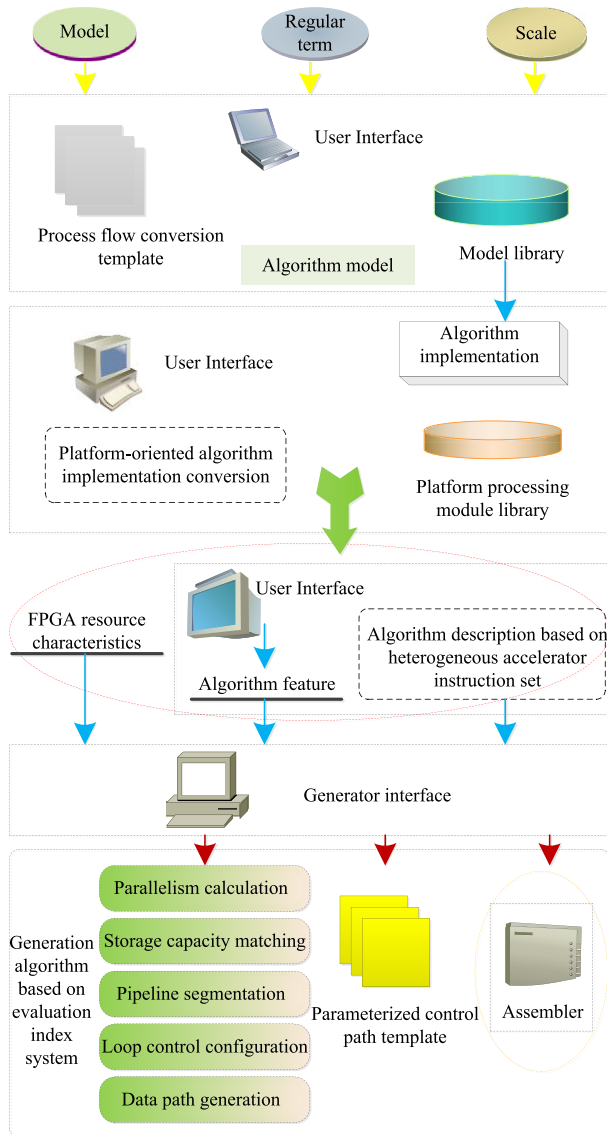 Model
Regular
term
Scale
User Interface
Process flow conversion
template
Algorithm model
Model library
Algorithm
implementation
User Interface
Platform-oriented algorithm
implementation conversion
Platform processing
module library
User Interface
FPGA resource
characteristics
Algorithm feature
Algorithm description based on
heterogeneous accelerator
instruction set
Generator interface
Generation
algorithm
based on
evaluation
index
system
Parallelism calculation
Storage capacity matching
Pipeline segmentation
Loop control configuration
Data path generation
Parameterized control
path template
Assembler